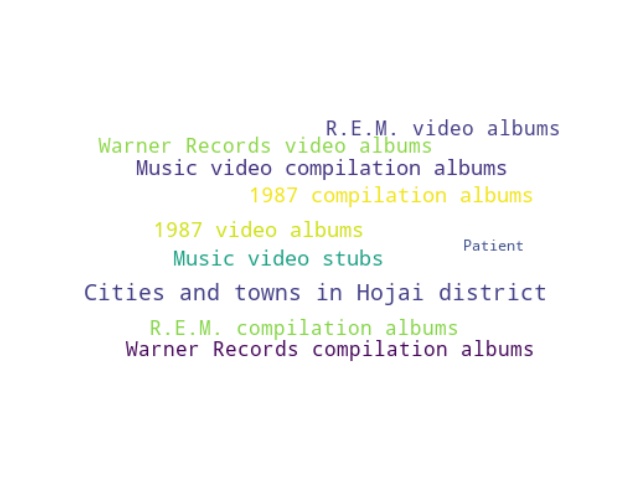 R.E.M. video albums
Warner Records video albums
Music video compilation albums
1987 compilation albums
1987 video albums
Patient
Music video stubs
Cities and towns in Hojai district
R.E.M. compilation albums
Warner Records compilation albums